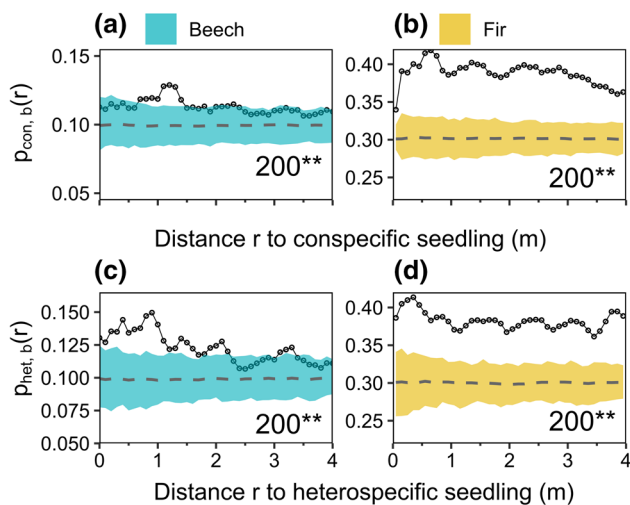 (a) Beech (b) Fir
0.15 0.40
0.35
0.10 0.30
0.25
0.05 200** 200**
p con, b(r)
Distance r to conspecific seedling (m)
(c) (d)
0.150 0.40
0.125 0.35
0.100 0.30
0.075 0.25
0.050 200** 200**
p het, b(r)
0 1 2 3 4 0 1 2 3 4
Distance r to heterospecific seedling (m)